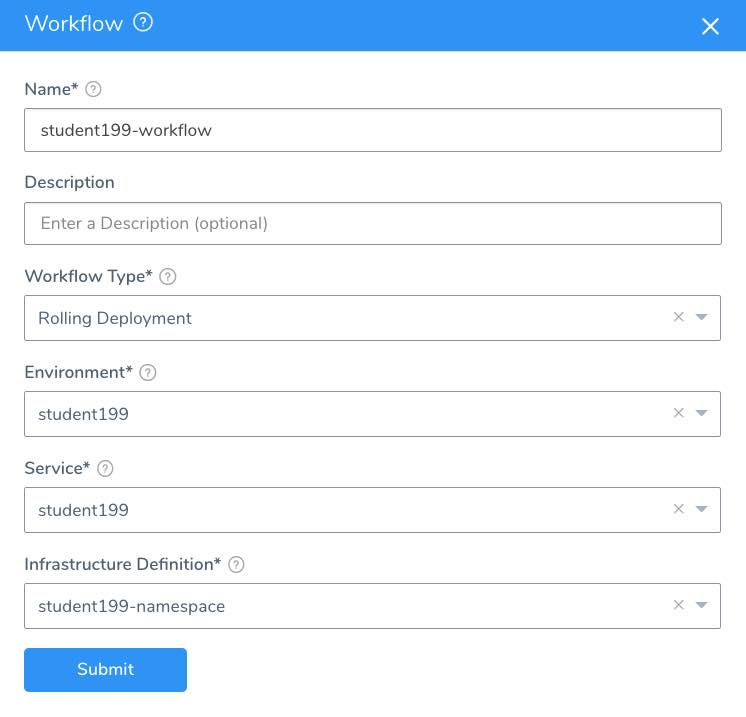 Workflow
Name*
student199-workflow
Description
Enter a Description (optional)
Workflow Type*
Rolling Deployment
Environment*
student199
Service*
student199
Infrastructure Definition*
student199-namespace
Submit